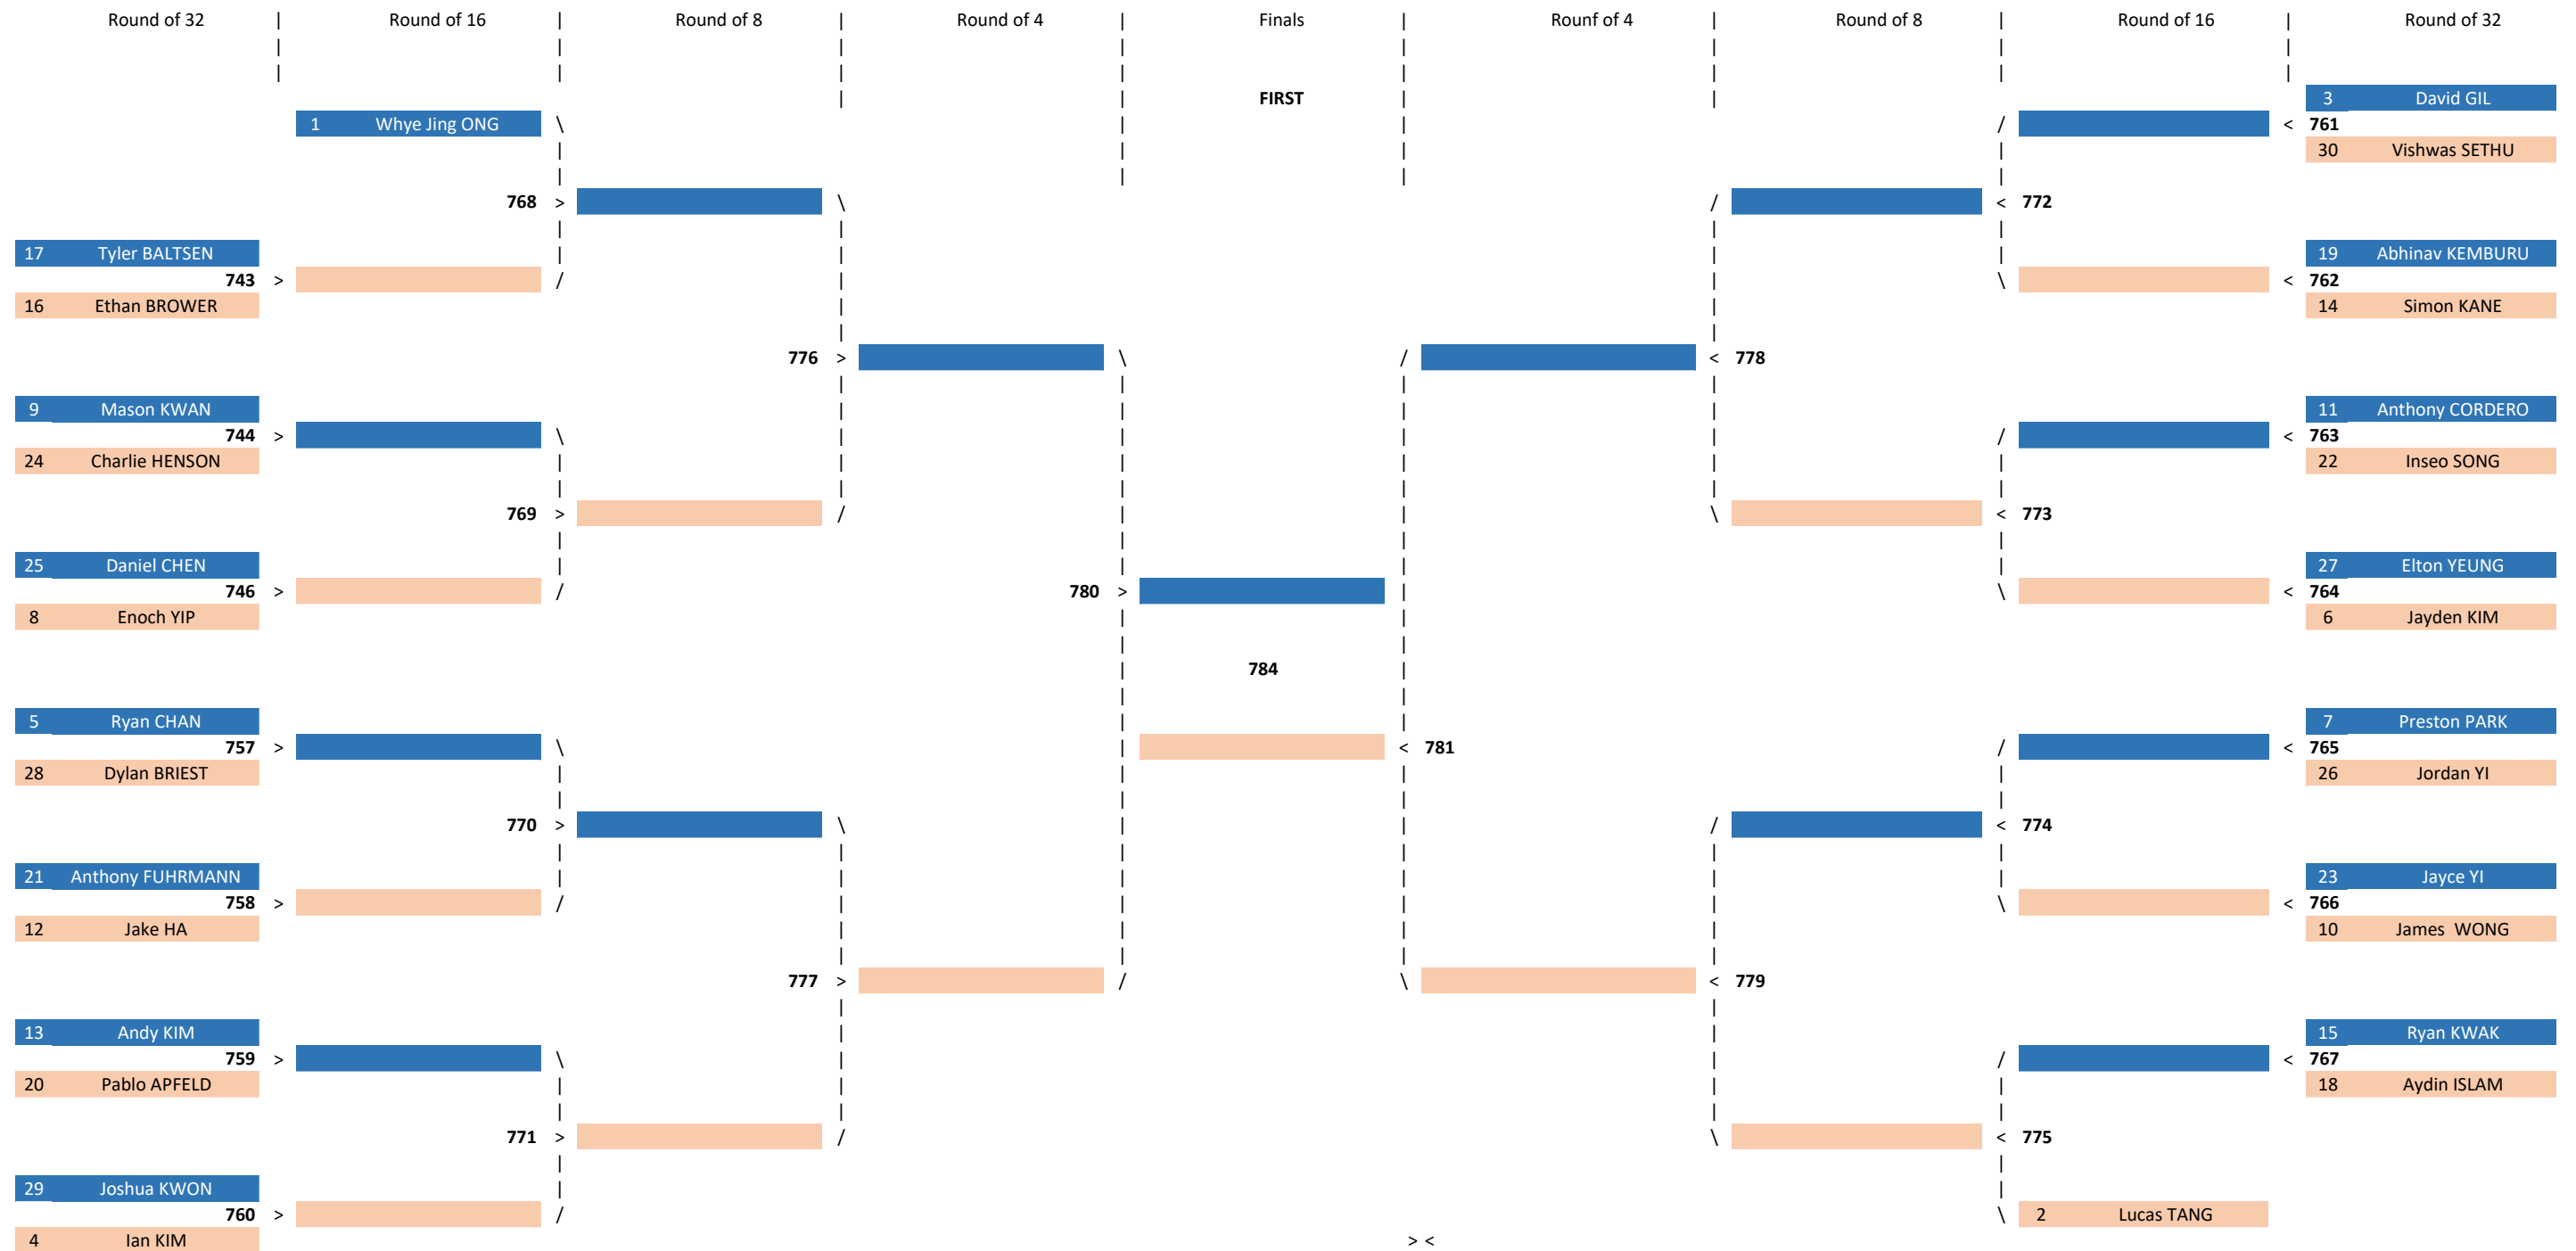 Round of 32 | Round of 16 | Round of 8 | Round of 4 | Finals | Rounf of 4 | Round of 8 | Round of 16 | Round of 32
FIRST
3 David GIL
1 Whye Jing ONG \ / < 761
30 Vishwas SETHU
768 > \ / < 772
17 Tyler BALTSEN 19 Abhinav KEMBURU
743 > / \ < 762
16 Ethan BROWER 14 Simon KANE
776 > \ / < 778
9 Mason KWAN 11 Anthony CORDERO
744 > \ / < 763
24 Charlie HENSON 22 Inseo SONG
769 > / \ < 773
25 Daniel CHEN 27 Elton YEUNG
746 > / 780 > \ < 764
8 Enoch YIP 6 Jayden KIM
784
5 Ryan CHAN 7 Preston PARK
757 > \ < 781 / < 765
28 Dylan BRIEST 26 Jordan YI
770 > \ / < 774
21 Anthony FUHRMANN 23 Jayce YI
758 > / \ < 766
12 Jake HA 10 James  WONG
777 > / \ < 779
13 Andy KIM 15 Ryan KWAK
759 > \ / < 767
20 Pablo APFELD 18 Aydin ISLAM
771 > / \ < 775
29 Joshua KWON
760 > / \ 2 Lucas TANG
4 Ian KIM > <